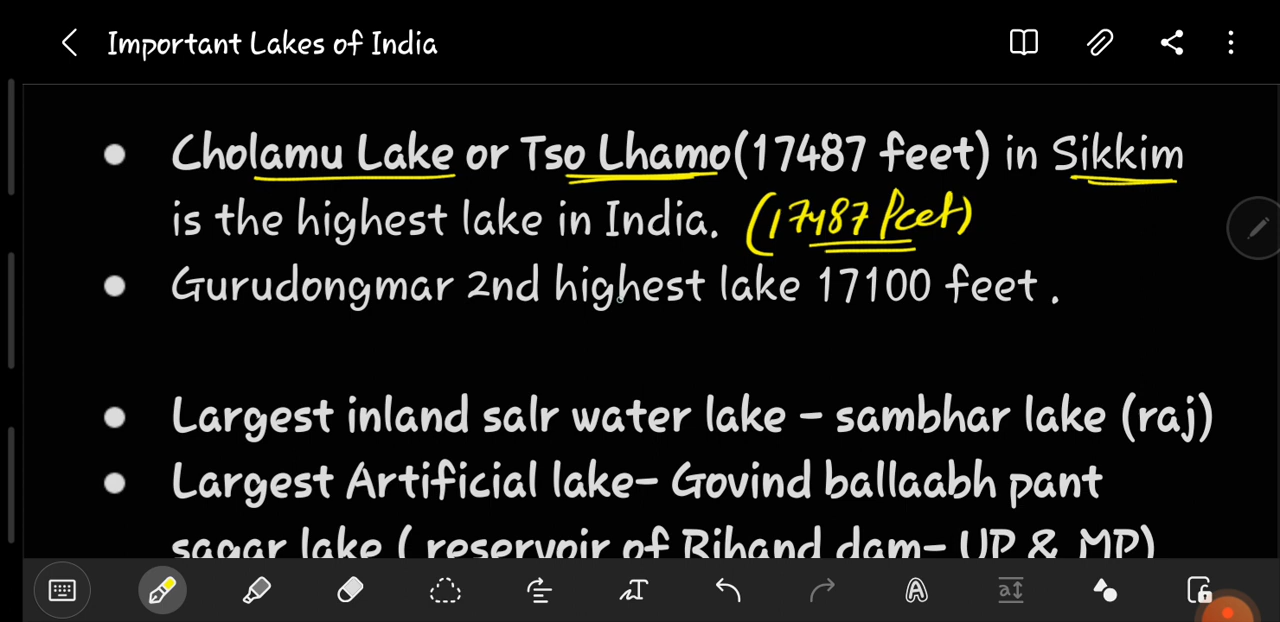 Important Lakes of India
Cholamu Lake or Tso Lhamo(17487 feet) in Sikkim
is the highest lake in India. (17487 feet)
Gurudongmar 2nd highest lake 17100 feet .
Largest inland salr water lake – sambhar lake (raj)
Largest Artificial lake– Govind ballaabh pant
sagar lake ( reservoir of Rihand dam– UP & MP)